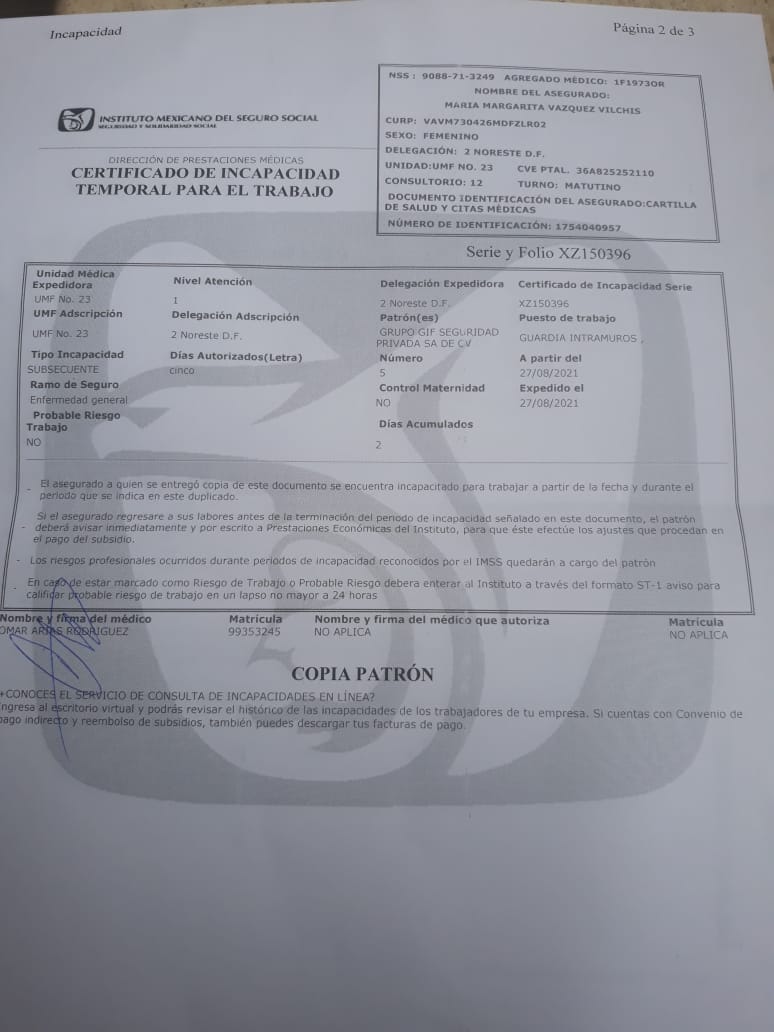 Incapacidad
Página 2 de 3
NSS : 9088-71-3249 AGREGADO MÉDICO: 1F1973OR
NOMBRE DEL ASEGURADO:
MARIA MARGARITA VAZQUEZ VILCHIS
CURP: VAVM730426MDFZLR02
SEXO: FEMENINO
DELEGACIÓN: 2 NORESTE D.F.
UNIDAD:UMF NO. 23 CVE PTAL. 36A825252110
CONSULTORIO: 12 TURNO: MATUTINO
DOCUMENTO IDENTIFICACIÓN DEL ASEGURADO:CARTILLA
DE SALUD Y CITAS MÉDICAS
NÚMERO DE IDENTIFICACIÓN: 1754040957
INSTITUTO MEXICANO DEL SEGURO SOCIAL
SEGURIDAD Y SOLIDARIDAD SOCIAL
DIRECCIÓN DE PRESTACIONES MÉDICAS
CERTIFICADO DE INCAPACIDAD
TEMPORAL PARA EL TRABAJO
Serie y Folio XZ150396
Unidad Médica
Expedidora
UMF No. 23
Nivel Atención
1
Delegación Expedidora
2 Noreste D.F.
Certificado de Incapacidad Serie
XZ150396
UMF Adscripción
UMF No. 23
Delegación Adscripción
2 Noreste D.F.
Patrón(es)
GRUPO GIF SEGURIDAD
PRIVADA SA DE CV
Puesto de trabajo
GUARDIA INTRAMUROS ,
Tipo Incapacidad
SUBSECUENTE
Días Autorizados(Letra)
cinco
Número
5
A partir del
27/08/2021
Ramo de Seguro
Enfermedad general
Control Maternidad
NO
Expedido el
27/08/2021
Probable Riesgo
Trabajo
NO
Días Acumulados
2
- El asegurado a quien se entregó copia de este documento se encuentra incapacitado para trabajar a partir de la fecha y durante el
periodo que se indica en este duplicado.
Si el asegurado regresare a sus labores antes de la terminación del periodo de incapacidad señalado en este documento, el patrón
- deberá avisar inmediatamente y por escrito a Prestaciones Económicas del Instituto, para que éste efectúe los ajustes que procedan en
el pago del subsidio.
- Los riesgos profesionales ocurridos durante periodos de incapacidad reconocidos por el IMSS quedarán a cargo del patrón
- En caso de estar marcado como Riesgo de Trabajo o Probable Riesgo debera enterar al Instituto a través del formato ST-1 aviso para
calificar probable riesgo de trabajo en un lapso no mayor a 24 horas
Nombre y firma del médico
OMAR ARIAS RODRIGUEZ
Matrícula
99353245
Nombre y firma del médico que autoriza
NO APLICA
Matrícula
NO APLICA
COPIA PATRÓN
+CONOCES EL SERVICIO DE CONSULTA DE INCAPACIDADES EN LÍNEA?
Ingresa al escritorio virtual y podrás revisar el histórico de las incapacidades de los trabajadores de tu empresa. Si cuentas con Convenio de
pago indirecto y reembolso de subsidios, también puedes descargar tus facturas de pago.